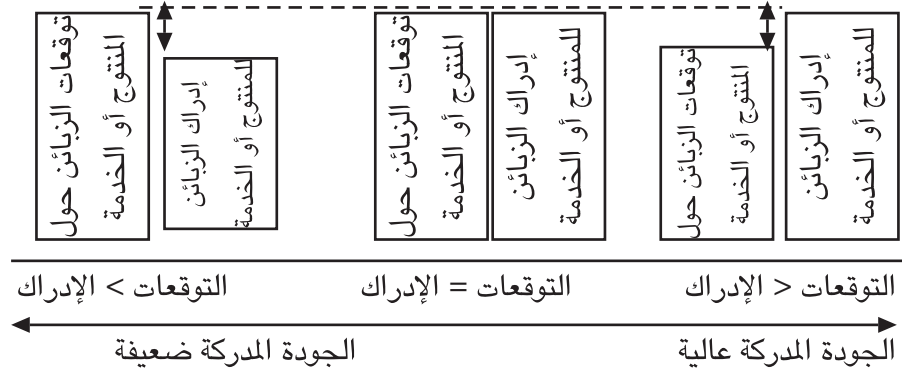 إدراك الزبائن
للمنتوج أو الخدمة
توقعات الزبائن حول
المنتوج أو الخدمة
إدراك الزبائن
للمنتوج أو الخدمة
توقعات الزبائن حول
المنتوج أو الخدمة
إدراك الزبائن
للمنتوج أو الخدمة
توقعات الزبائن حول
المنتوج أو الخدمة
التوقعات < الإدراك
التوقعات = الإدراك
التوقعات > الإدراك
الجودة المدركة عالية
الجودة المدركة ضعيفة